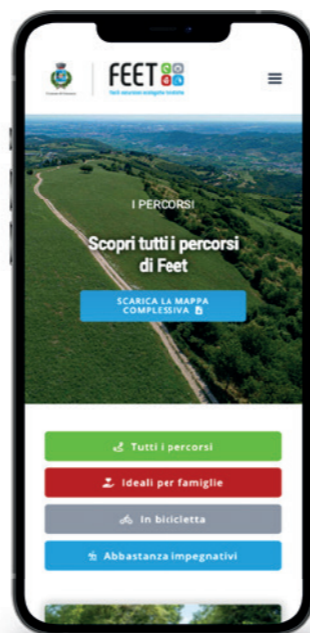 FEET
I PERCORSI
Scopri tutti i percorsi
di Feet
SCARICA LA MAPPA
COMPLESSIVA
Tutti i percorsi
Ideali per famiglie
In bicicletta
Abbastanza impegnativi